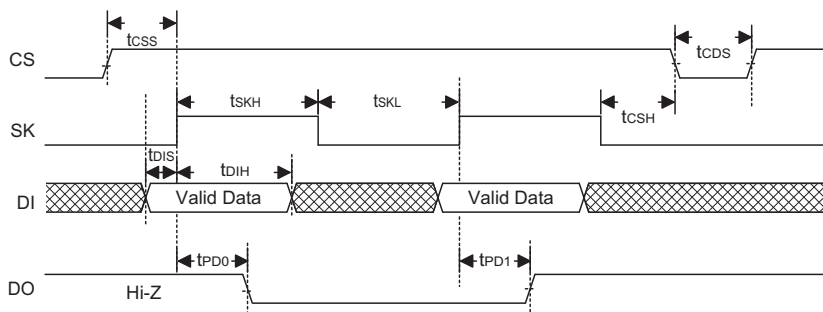 tCSS
tCDS
CS
tSKH
tSKL
tCSH
SK
tDIS
tDIH
DI
Valid Data
Valid Data
tPD0
tPD1
DO
Hi-Z